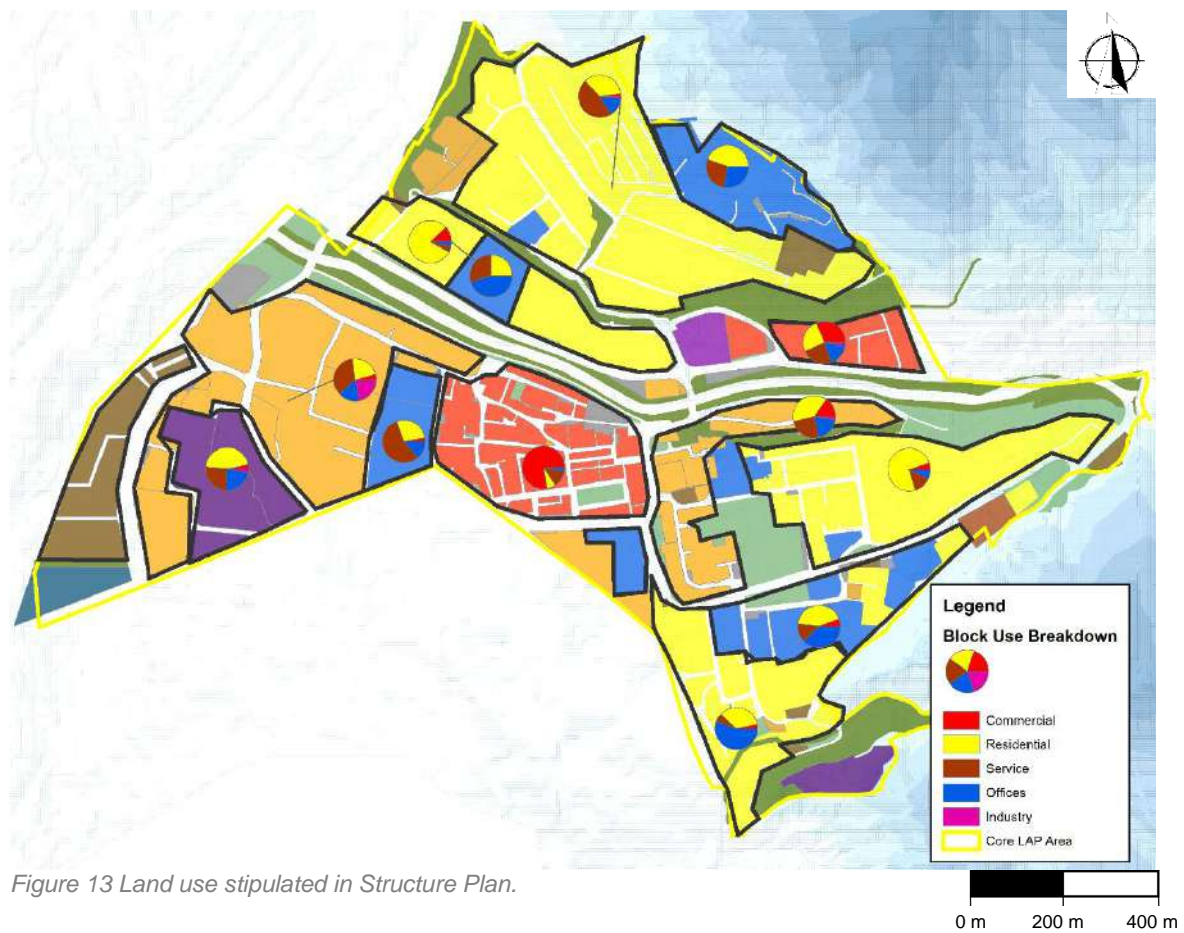 Legend
Block Use Breakdown
Commercial
Residential
Service
Offices
Industry
Core LAP Area
Figure 13 Land use stipulated in Structure Plan.
0 m 200 m 400 m